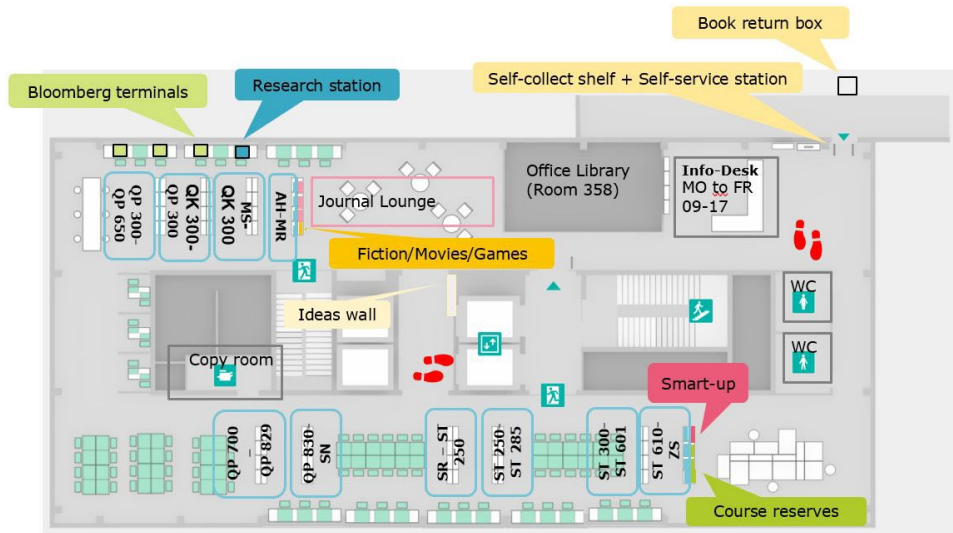 Book return box
Self-collect shelf + Self-service station
Bloomberg terminals
Research station
QP 300-
QP 650
QK 300-
QP 300
MS-
QK 300
AH-MR
Journal Lounge
Office Library
(Room 358)
Info-Desk
MO to FR
09-17
Fiction/Movies/Games
Ideas wall
WC
WC
Copy room
Smart-up
QP 700
–
QP 829
QP 830-
SN
SR – ST
250
ST 250-
ST 285
ST 300-
ST 601
ST 610-
ZS
Course reserves